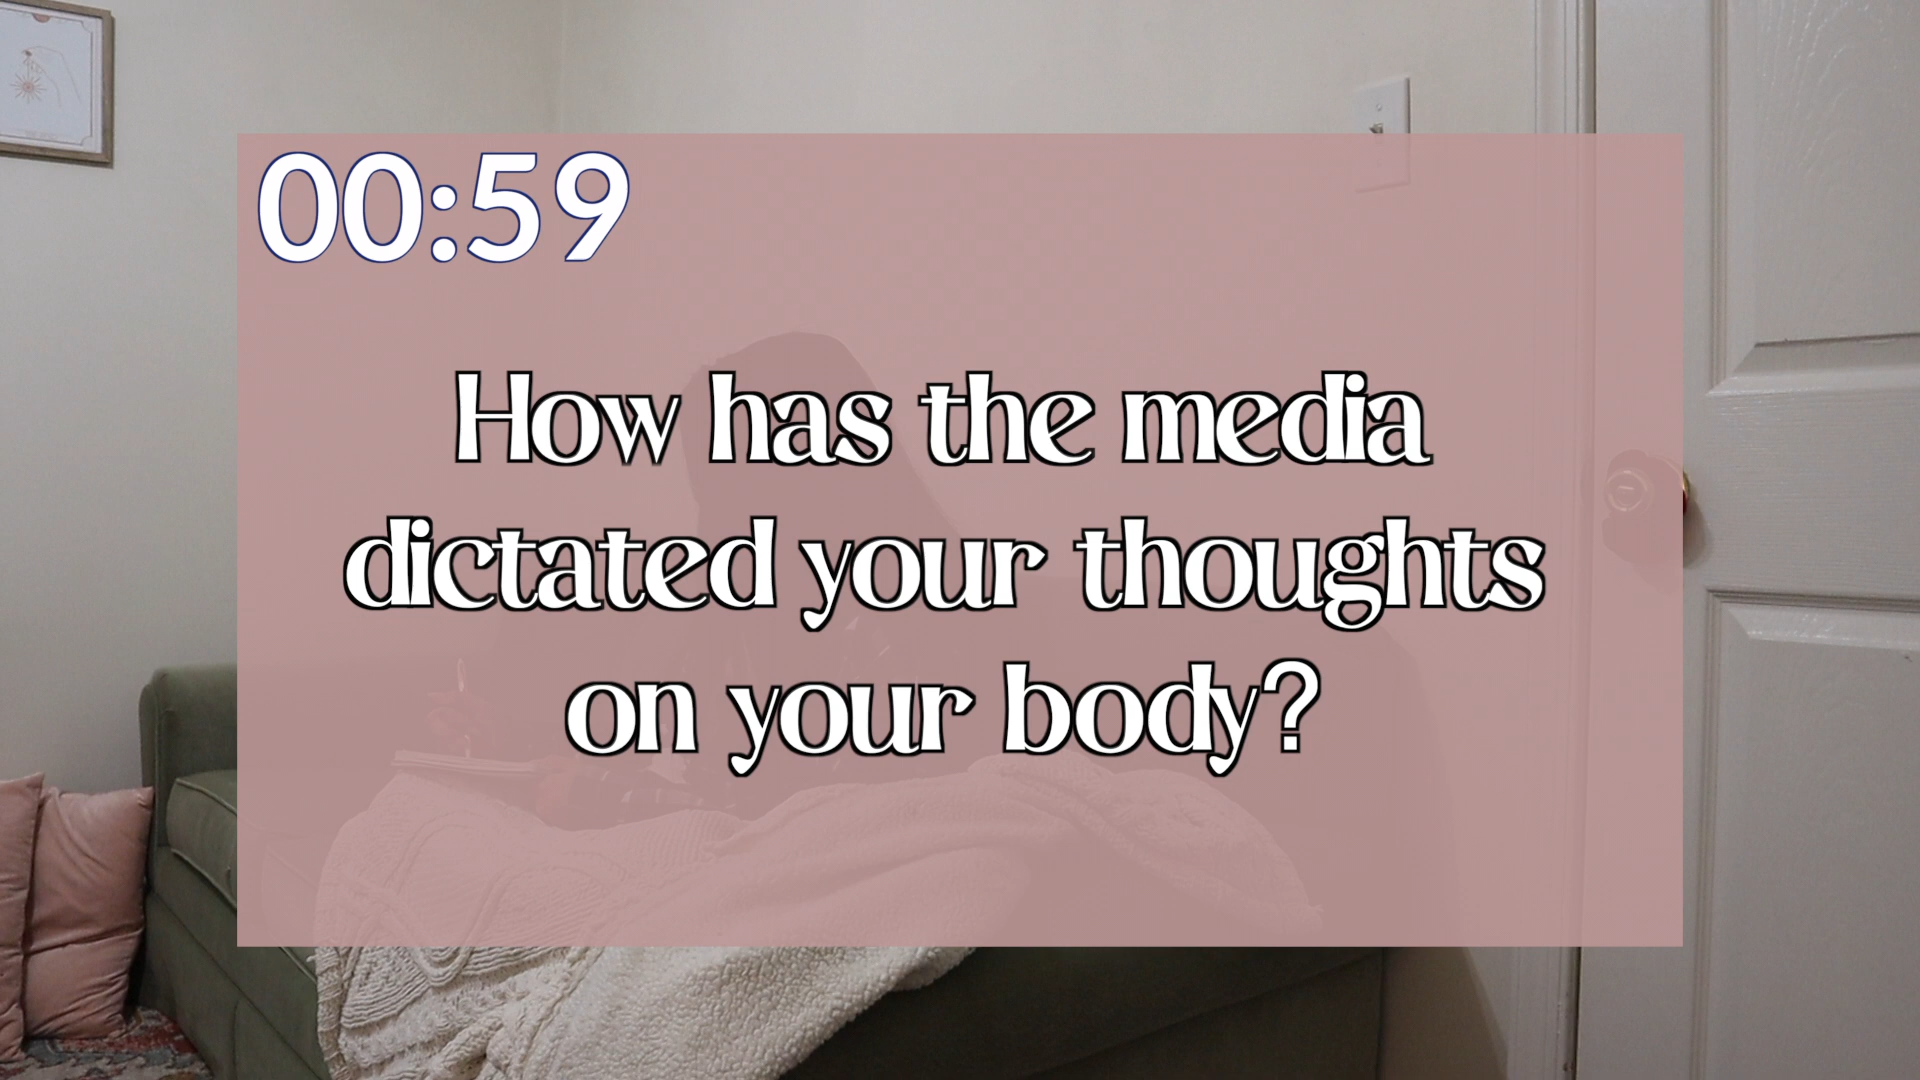 00:59
How has the media
dictated your thoughts
on your body?